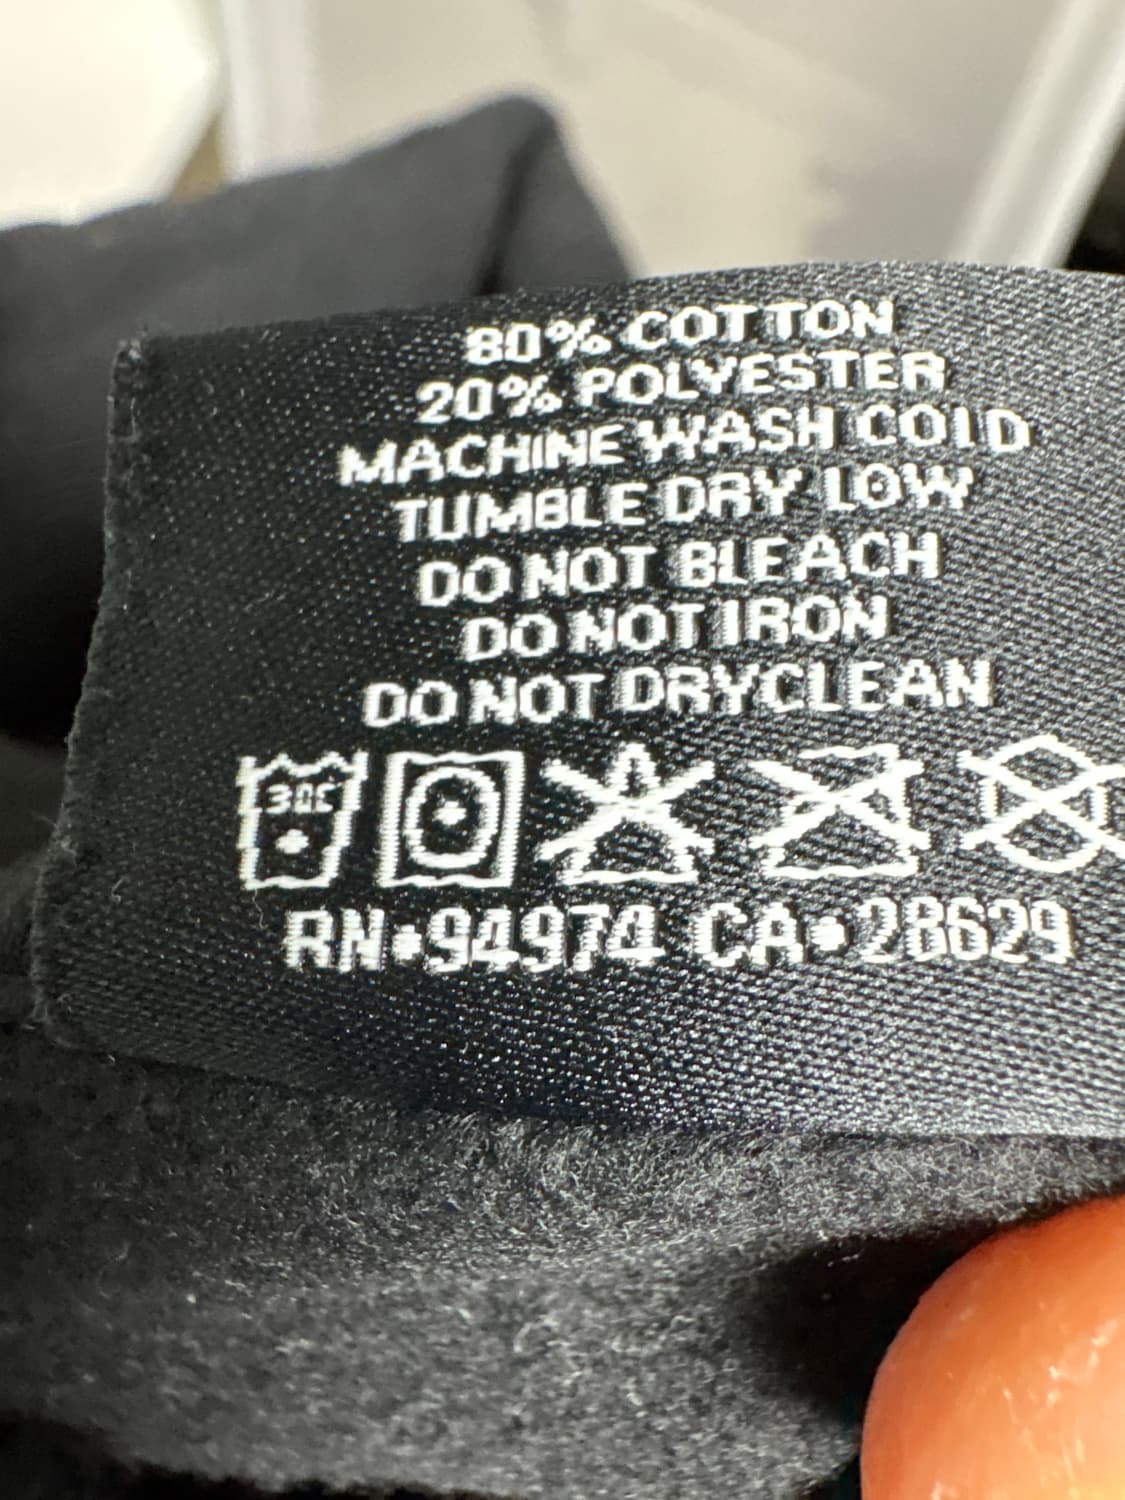 80% COTTON
20% POLYESTER
MACHINE WASH COLD
TUMBLE DRY LOW
DO NOT BLEACH
DO NOT IRON
DO NOT DRYCLEAN
30C
RN•94974 CA•28629